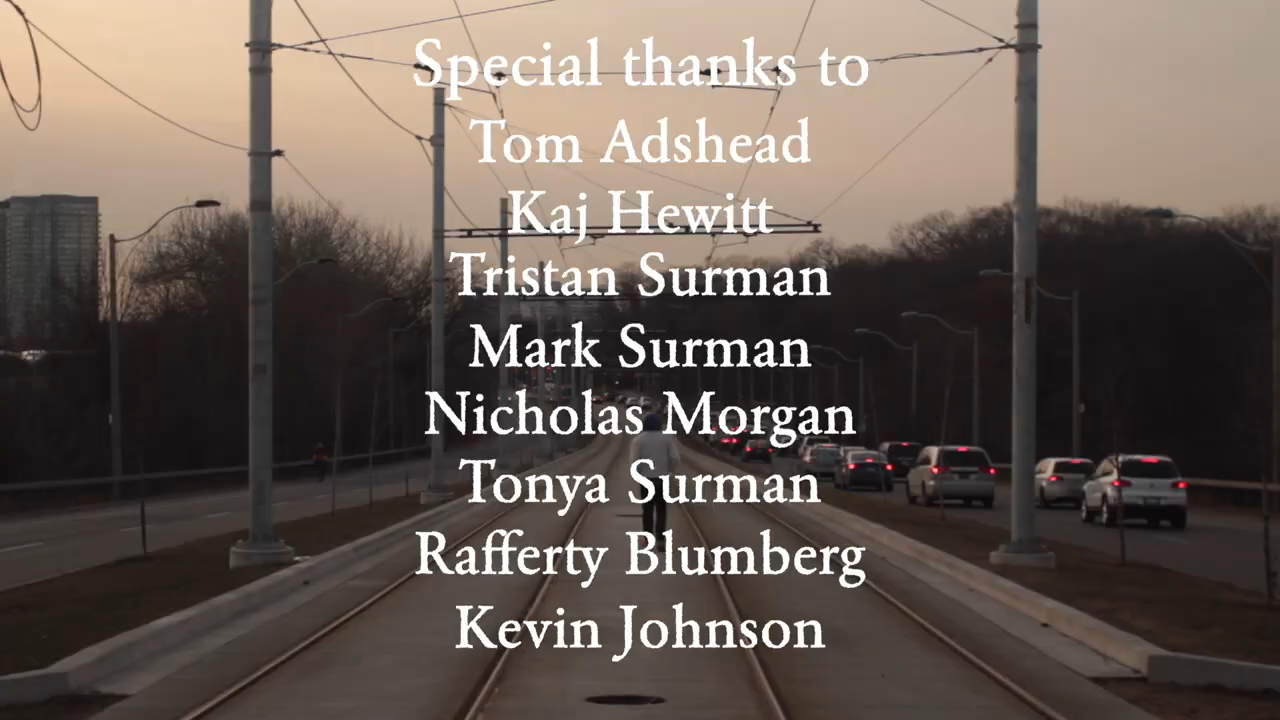 Special thanks to
Tom Adshead
Kaj Hewitt
Tristan Surman
Mark Surman
Nicholas Morgan
Tonya Surman
Rafferty Blumberg
Kevin Johnson